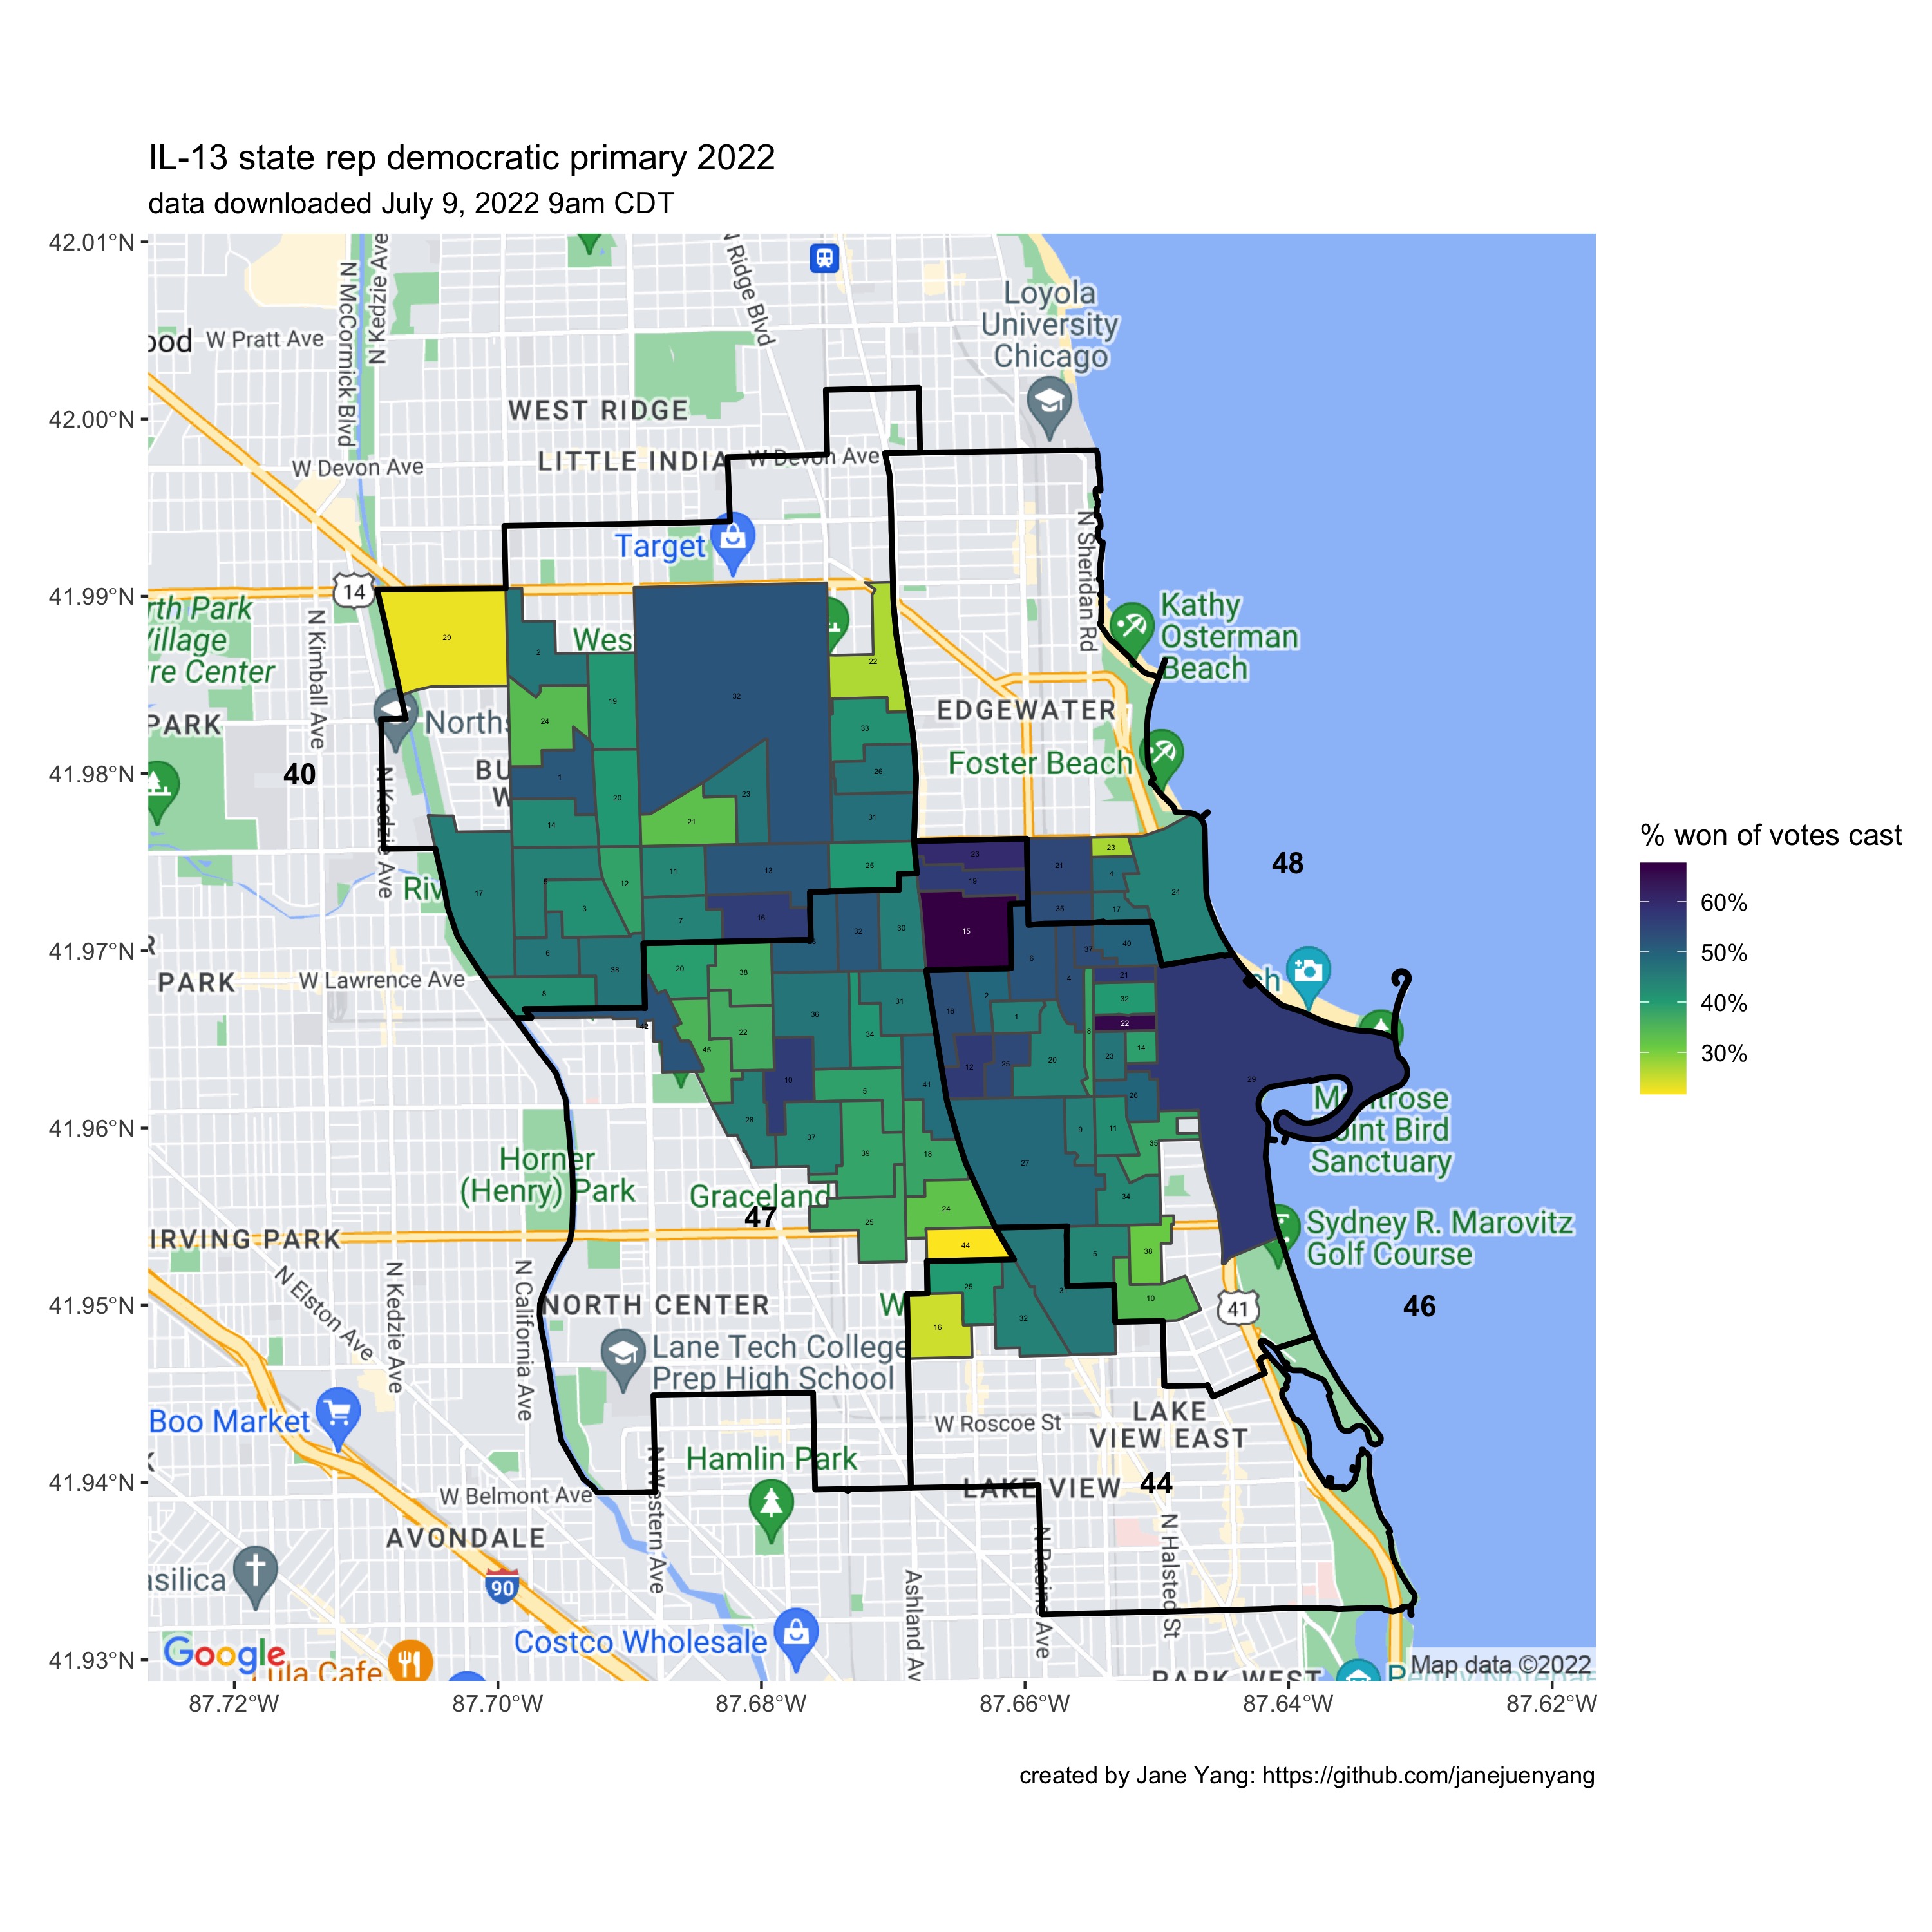 IL-13 state rep democratic primary 2022
data downloaded July 9, 2022 9am CDT
42.01°N
42.00°N
41.99°N
41.98°N
41.97°N
41.96°N
41.95°N
41.94°N
41.93°N
87.72°W
87.70°W
87.68°W
87.66°W
87.64°W
87.62°W
N McCormick Blvd
N Kedzie Ave
N Ridge Blvd
Loyola
University
Chicago
ood
W Pratt Ave
WEST RIDGE
LITTLE INDIA
W Devon Ave
W Devon Ave
Target
N Sheridan Rd
14
rth Park
Village
re Center
N Kimball Ave
Kathy
Osterman
Beach
Wes
PARK
Norths
EDGEWATER
Foster Beach
40
BU
W
N Kedzie Ave
48
Riv
R
PARK
W Lawrence Ave
ch
Montrose
Point Bird
Sanctuary
Horner
(Henry) Park
Graceland
47
IRVING PARK
Sydney R. Marovitz
Golf Course
N Elston Ave
N Kedzie Ave
N California Ave
NORTH CENTER
W
41
46
Lane Tech College
Prep High School
Boo Market
W Roscoe St
LAKE
VIEW EAST
Hamlin Park
LAKE VIEW
44
W Belmont Ave
N Western Ave
AVONDALE
asilica
90
Ashland Av
N Racine Ave
N Halsted St
Costco Wholesale
Google
ula Cafe
PARK WEST
Map data ©2022
29
2
24
19
1
20
14
32
22
33
26
31
23
21
25
17
3
12
11
13
7
16
6
38
8
32
30
15
23
19
21
35
23
4
17
24
20
38
22
45
42
36
31
34
10
5
41
28
37
39
18
25
24
44
16
2
6
37
4
40
21
32
22
1
8
12
25
20
23
14
29
26
27
9
11
35
34
5
38
10
31
25
16
32
% won of votes cast
60%
50%
40%
30%
created by Jane Yang: https://github.com/janejuenyang